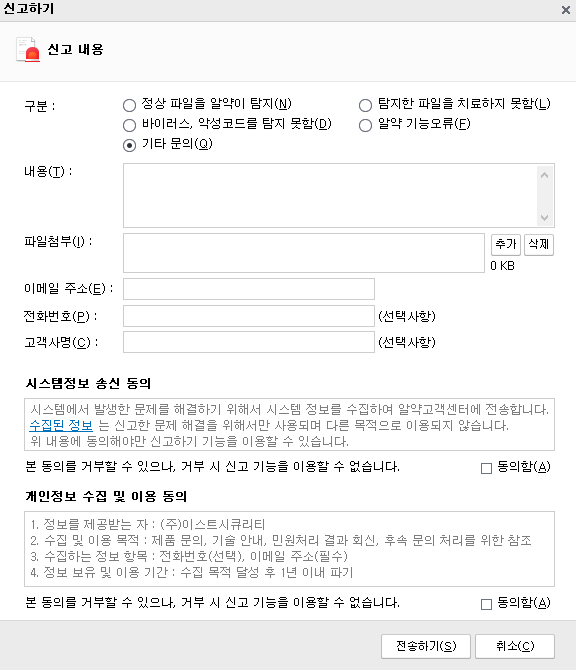 신고하기
신고 내용
구분 :
정상 파일을 알약이 탐지(N)
탐지한 파일을 치료하지 못함(L)
바이러스, 악성코드를 탐지 못함(D)
알약 기능오류(F)
기타 문의(Q)
내용(T) :
파일첨부(I) :
추가
삭제
0 KB
이메일 주소(E) :
전화번호(P) :
(선택사항)
고객사명(C) :
(선택사항)
시스템정보 송신 동의
시스템에서 발생한 문제를 해결하기 위해서 시스템 정보를 수집하여 알약고객센터에 전송합니다.
수집된 정보 는 신고한 문제 해결을 위해서만 사용되며 다른 목적으로 이용되지 않습니다.
위 내용에 동의해야만 신고하기 기능을 이용할 수 있습니다.
본 동의를 거부할 수 있으나, 거부 시 신고 기능을 이용할 수 없습니다.
동의함(A)
개인정보 수집 및 이용 동의
1. 정보를 제공받는 자 : (주)이스트시큐리티
2. 수집 및 이용 목적 : 제품 문의, 기술 안내, 민원처리 결과 회신, 후속 문의 처리를 위한 참조
3. 수집하는 정보 항목 : 전화번호(선택), 이메일 주소(필수)
4. 정보 보유 및 이용 기간 : 수집 목적 달성 후 1년 이내 파기
본 동의를 거부할 수 있으나, 거부 시 신고 기능을 이용할 수 없습니다.
동의함(A)
전송하기(S)
취소(C)